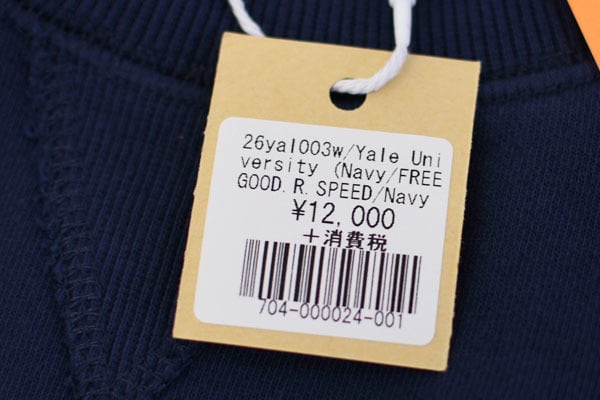 26yal003w/Yale Uni
versity (Navy/FREE
GOOD.R.SPEED/Navy
¥12,000
+消費税
704-000024-001